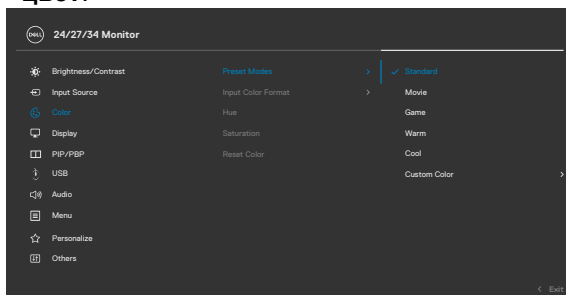 DELL
24/27/34 Monitor
Brightness/Contrast
Input Source
Color
Display
PIP/PBP
USB
Audio
Menu
Personalize
Others
Preset Modes
Input Color Format
Hue
Saturation
Reset Color
Standard
Movie
Game
Warm
Cool
Custom Color
Exit